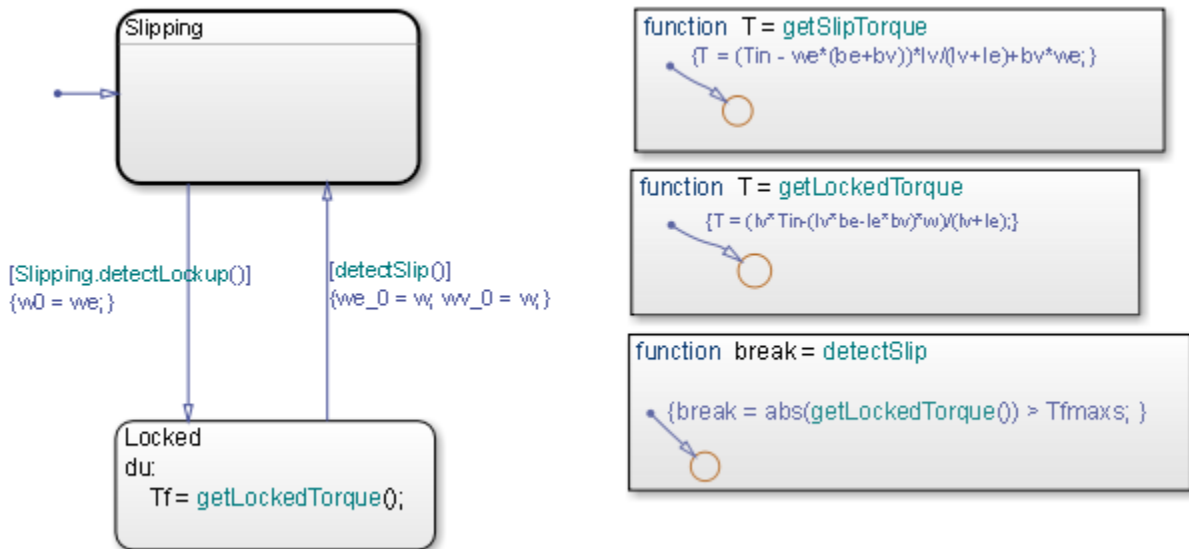 Slipping
[Slipping.detectLockup()]
{w0 = we; }
[detectSlip()]
{we_0 = w; wv_0 = w; }
Locked
du:
Tf = getLockedTorque();
function T = getSlipTorque
{T = (Tin - we*(be+bv))*Iv/(Iv+Ie)+bv*we; }
function T = getLockedTorque
{T = (Iv*Tin-(Iv*be-Ie*bv)*w)/(Iv+Ie);}
function break = detectSlip
{break = abs(getLockedTorque()) > Tfmaxs; }